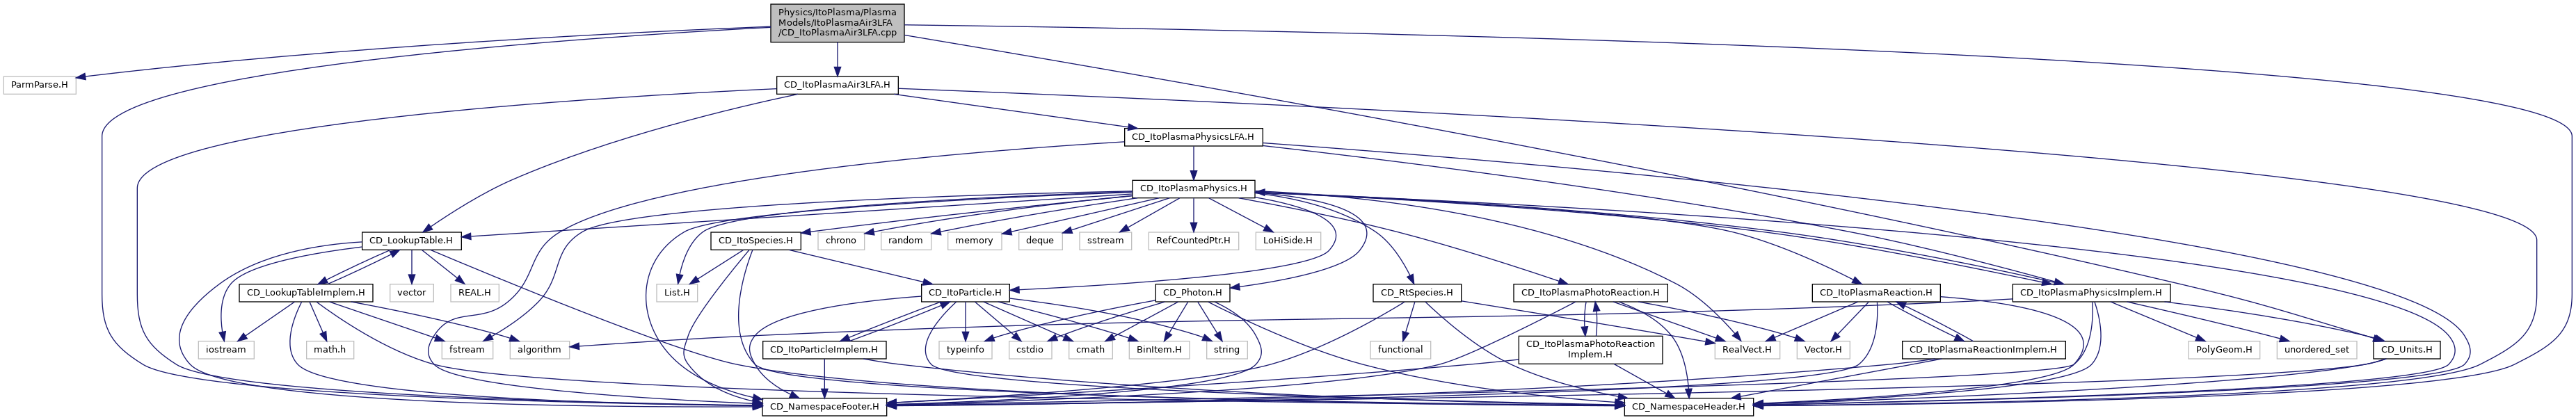 Physics/ItoPlasma/Plasma
Models/ItoPlasmaAir3LFA
/CD_ItoPlasmaAir3LFA.cpp
ParmParse.H
CD_ItoPlasmaAir3LFA.H
CD_ItoPlasmaPhysicsLFA.H
CD_ItoPlasmaPhysics.H
CD_LookupTable.H
CD_ItoSpecies.H
chrono
random
memory
deque
sstream
RefCountedPtr.H
LoHiSide.H
CD_LookupTableImplem.H
vector
REAL.H
List.H
CD_ItoParticle.H
CD_Photon.H
CD_RtSpecies.H
CD_ItoPlasmaPhotoReaction.H
CD_ItoPlasmaReaction.H
CD_ItoPlasmaPhysicsImplem.H
iostream
math.h
fstream
algorithm
CD_ItoParticleImplem.H
typeinfo
cstdio
cmath
BinItem.H
string
functional
CD_ItoPlasmaPhotoReaction
Implem.H
RealVect.H
Vector.H
CD_ItoPlasmaReactionImplem.H
PolyGeom.H
unordered_set
CD_Units.H
CD_NamespaceFooter.H
CD_NamespaceHeader.H